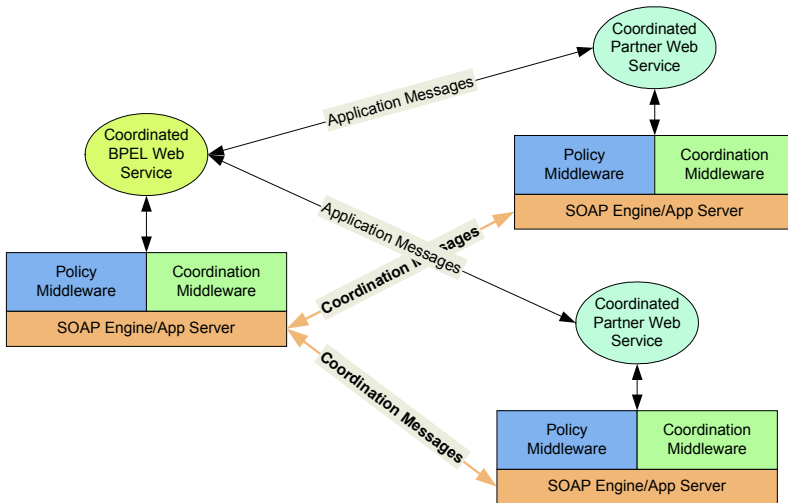 Coordinated
Partner Web
Service
Application Messages
Coordinated
BPEL Web
Service
Policy
Middleware
Coordination
Middleware
SOAP Engine/App Server
Application Messages
Coordination Messages
Policy
Middleware
Coordination
Middleware
SOAP Engine/App Server
Coordinated
Partner Web
Service
Coordination Messages
Policy
Middleware
Coordination
Middleware
SOAP Engine/App Server